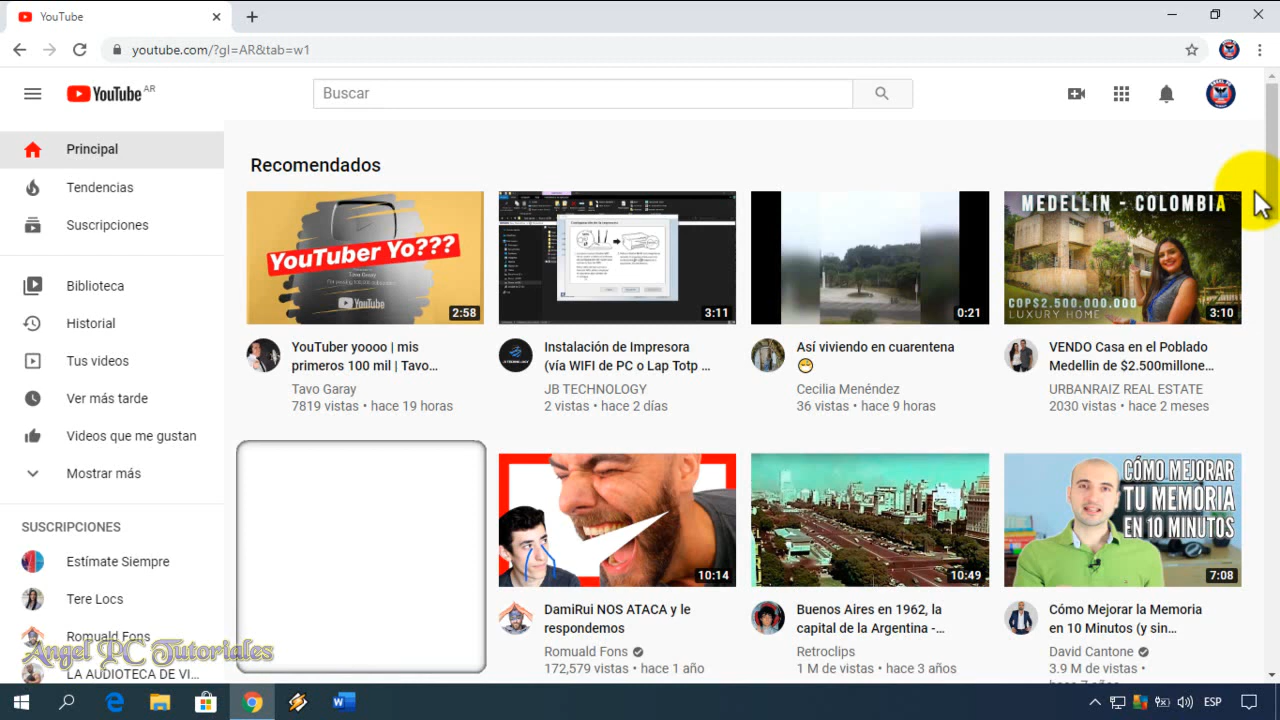 YouTube
youtube.com/?gl=AR&tab=w1
YouTube AR
Buscar
Principal
Tendencias
Suscripciones
Biblioteca
Historial
Tus videos
Ver más tarde
Videos que me gustan
Mostrar más
SUSCRIPCIONES
Estímate Siempre
Tere Locs
Romuald Fons
LA AUDIOTECA DE VI...
Angel PC Tutoriales
Recomendados
YouTuber Yo???
YouTube
2:58
YouTuber yoooo | mis
primeros 100 mil | Tavo...
Tavo Garay
7819 vistas • hace 19 horas
3:11
Instalación de Impresora
(vía WIFI de PC o Lap Totp ...
JB TECHNOLOGY
2 vistas • hace 2 días
0:21
Así viviendo en cuarentena
😁
Cecilia Menéndez
36 vistas • hace 9 horas
MEDELLIN - COLOMBIA
COP$2.500.000.000
LUXURY HOME
3:10
VENDO Casa en el Poblado
Medellin de $2.500millone...
URBANRAIZ REAL ESTATE
2030 vistas • hace 2 meses
10:14
DamiRui NOS ATACA y le
respondemos
Romuald Fons
172,579 vistas • hace 1 año
10:49
Buenos Aires en 1962, la
capital de la Argentina -...
Retroclips
1 M de vistas • hace 3 años
CÓMO MEJORAR
TU MEMORIA
EN 10 MINUTOS
7:08
Cómo Mejorar la Memoria
en 10 Minutos (y sin...
David Cantone
3.9 M de vistas •
hace 7 años
ESP